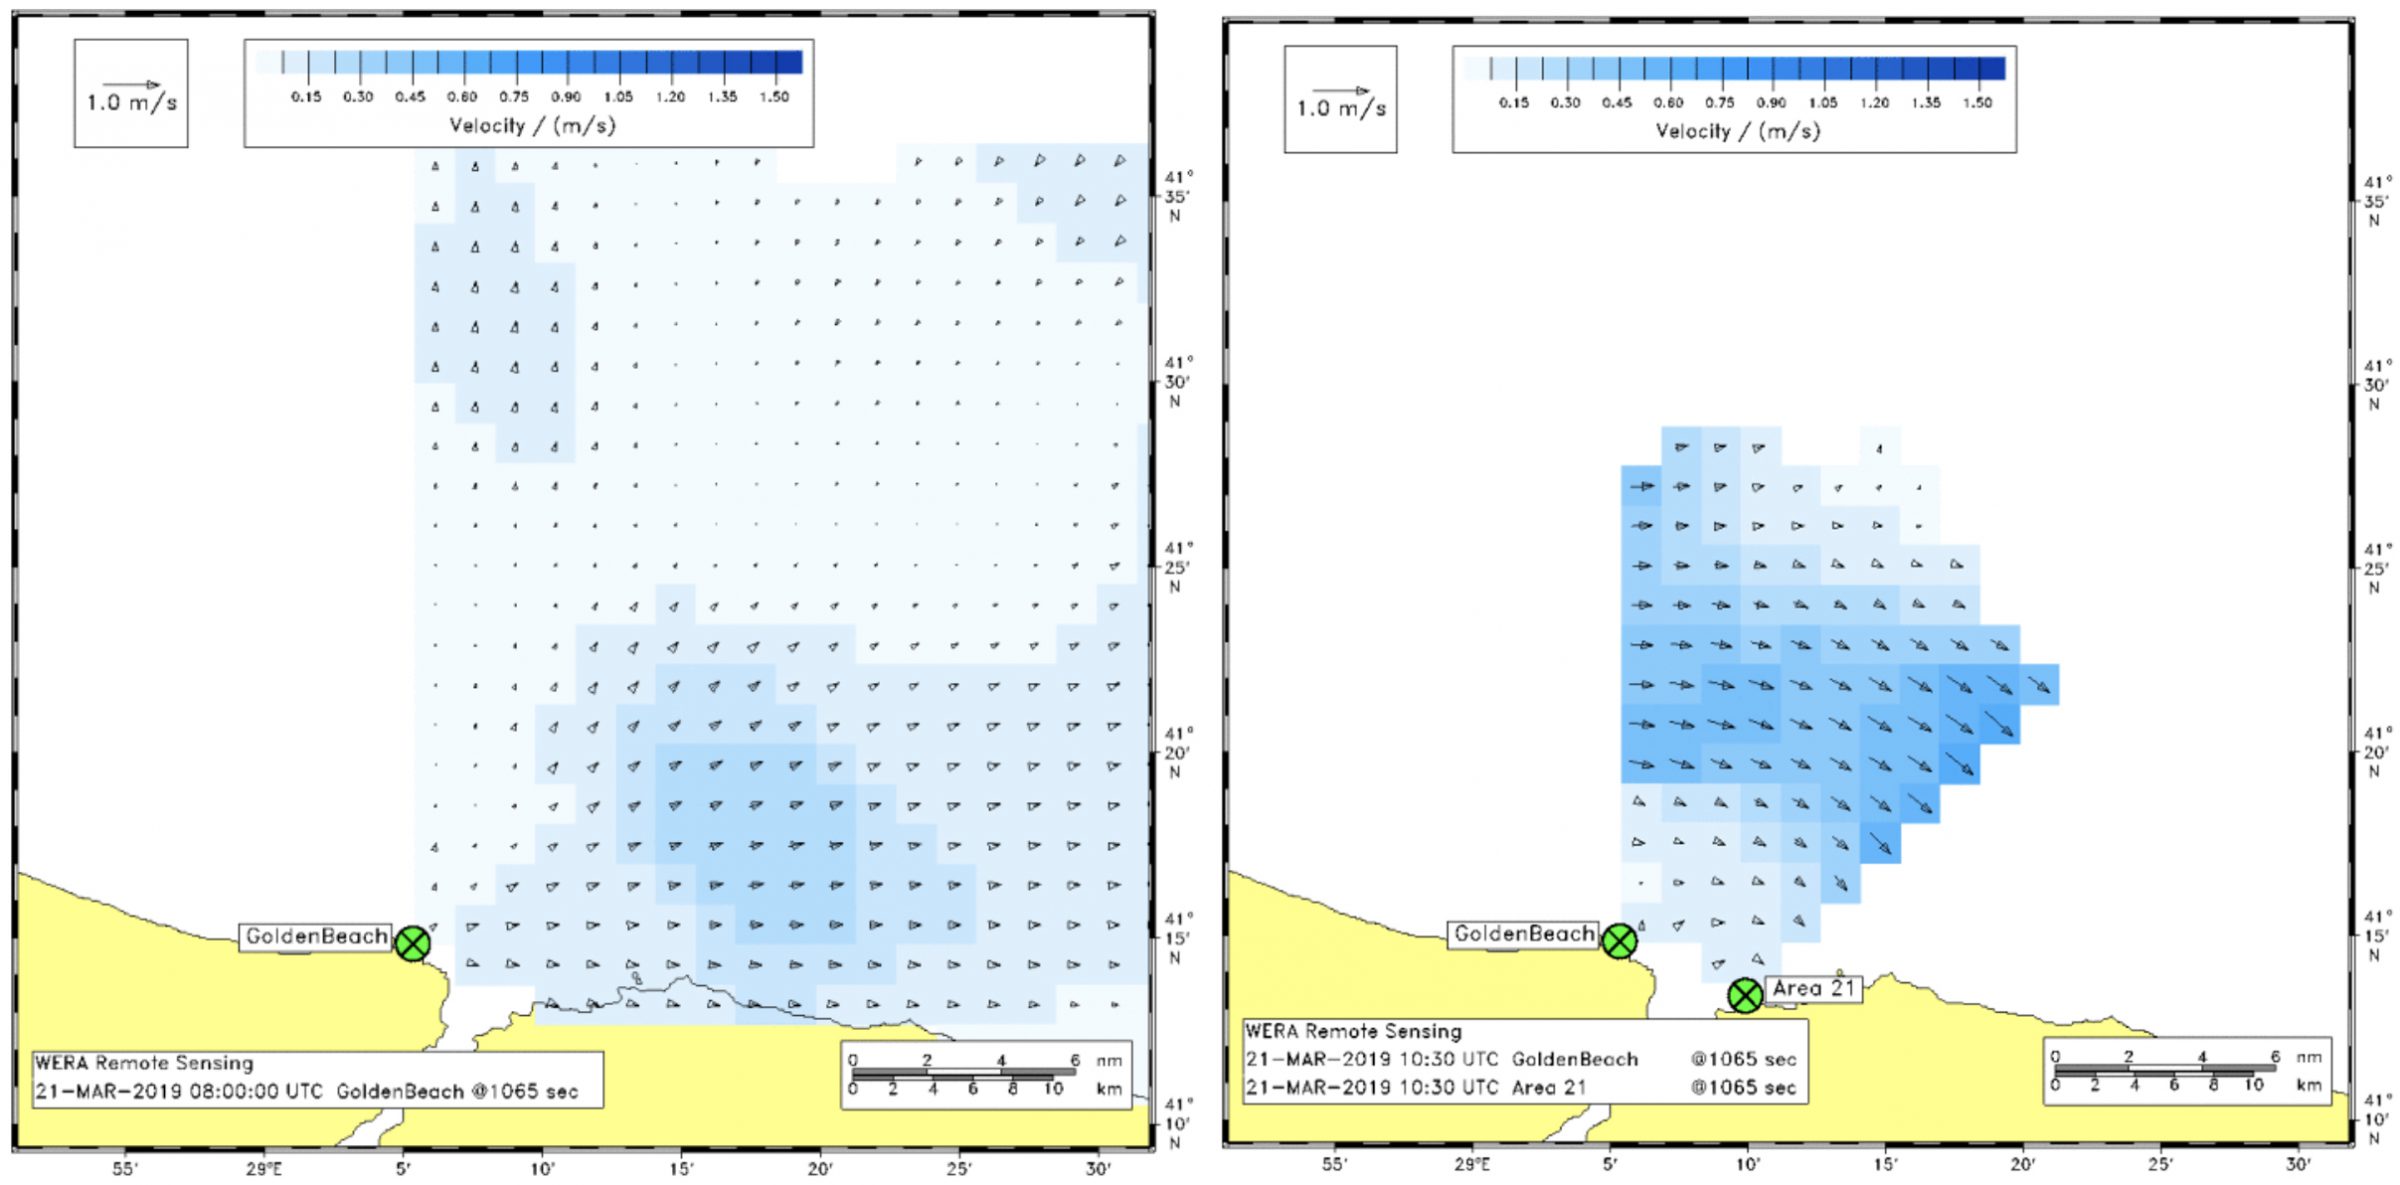 1.0 m/s
0.15 0.30 0.45 0.60 0.75 0.90 1.05 1.20 1.35 1.50
Velocity / (m/s)
41°
35'
N
41°
30'
N
41°
25'
N
41°
20'
N
41°
15'
N
41°
10'
N
GoldenBeach
WERA Remote Sensing
21-MAR-2019 08:00:00 UTC GoldenBeach @1065 sec
0 2 4 6 nm
0 2 4 6 8 10 km
55' 29°E 5' 10' 15' 20' 25' 30'
1.0 m/s
0.15 0.30 0.45 0.60 0.75 0.90 1.05 1.20 1.35 1.50
Velocity / (m/s)
41°
35'
N
41°
30'
N
41°
25'
N
41°
20'
N
41°
15'
N
41°
10'
N
GoldenBeach
Area 21
WERA Remote Sensing
21-MAR-2019 10:30 UTC GoldenBeach @1065 sec
21-MAR-2019 10:30 UTC Area 21 @1065 sec
0 2 4 6 nm
0 2 4 6 8 10 km
55' 29°E 5' 10' 15' 20' 25' 30'